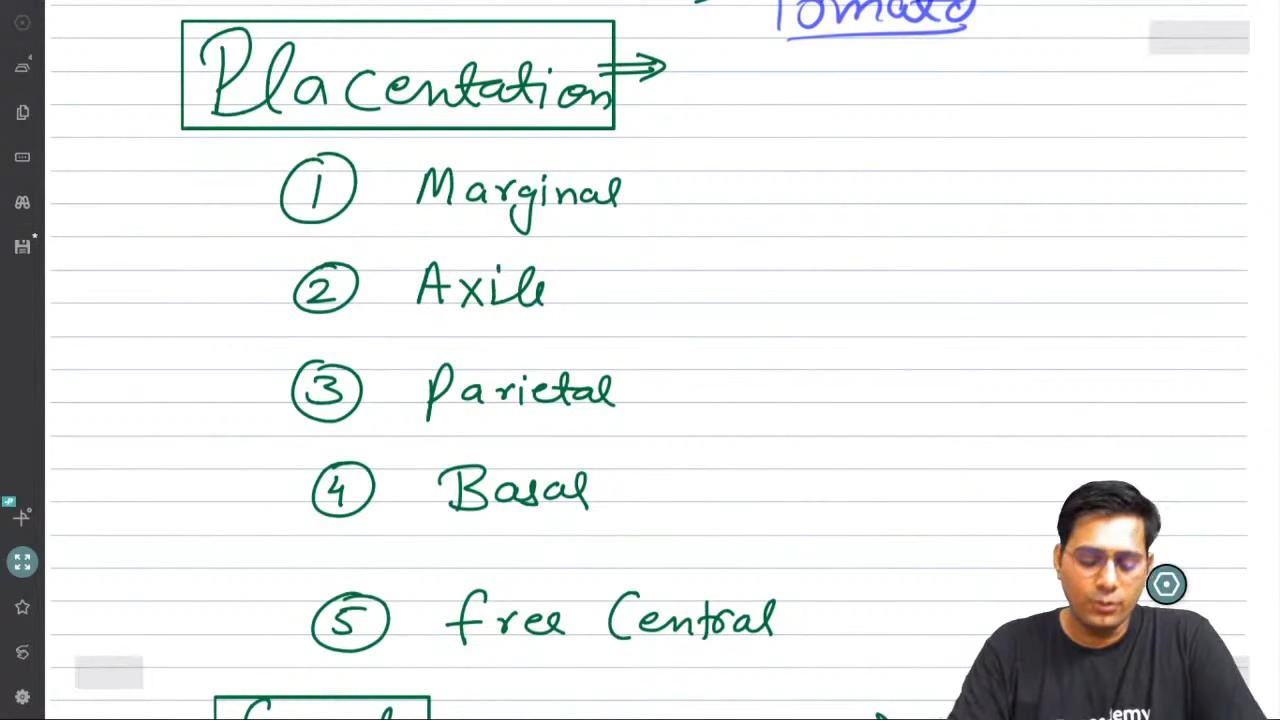 Tomato
Placentation ⇒
① Marginal
② Axile
③ Parietal
④ Basal
⑤ free Central